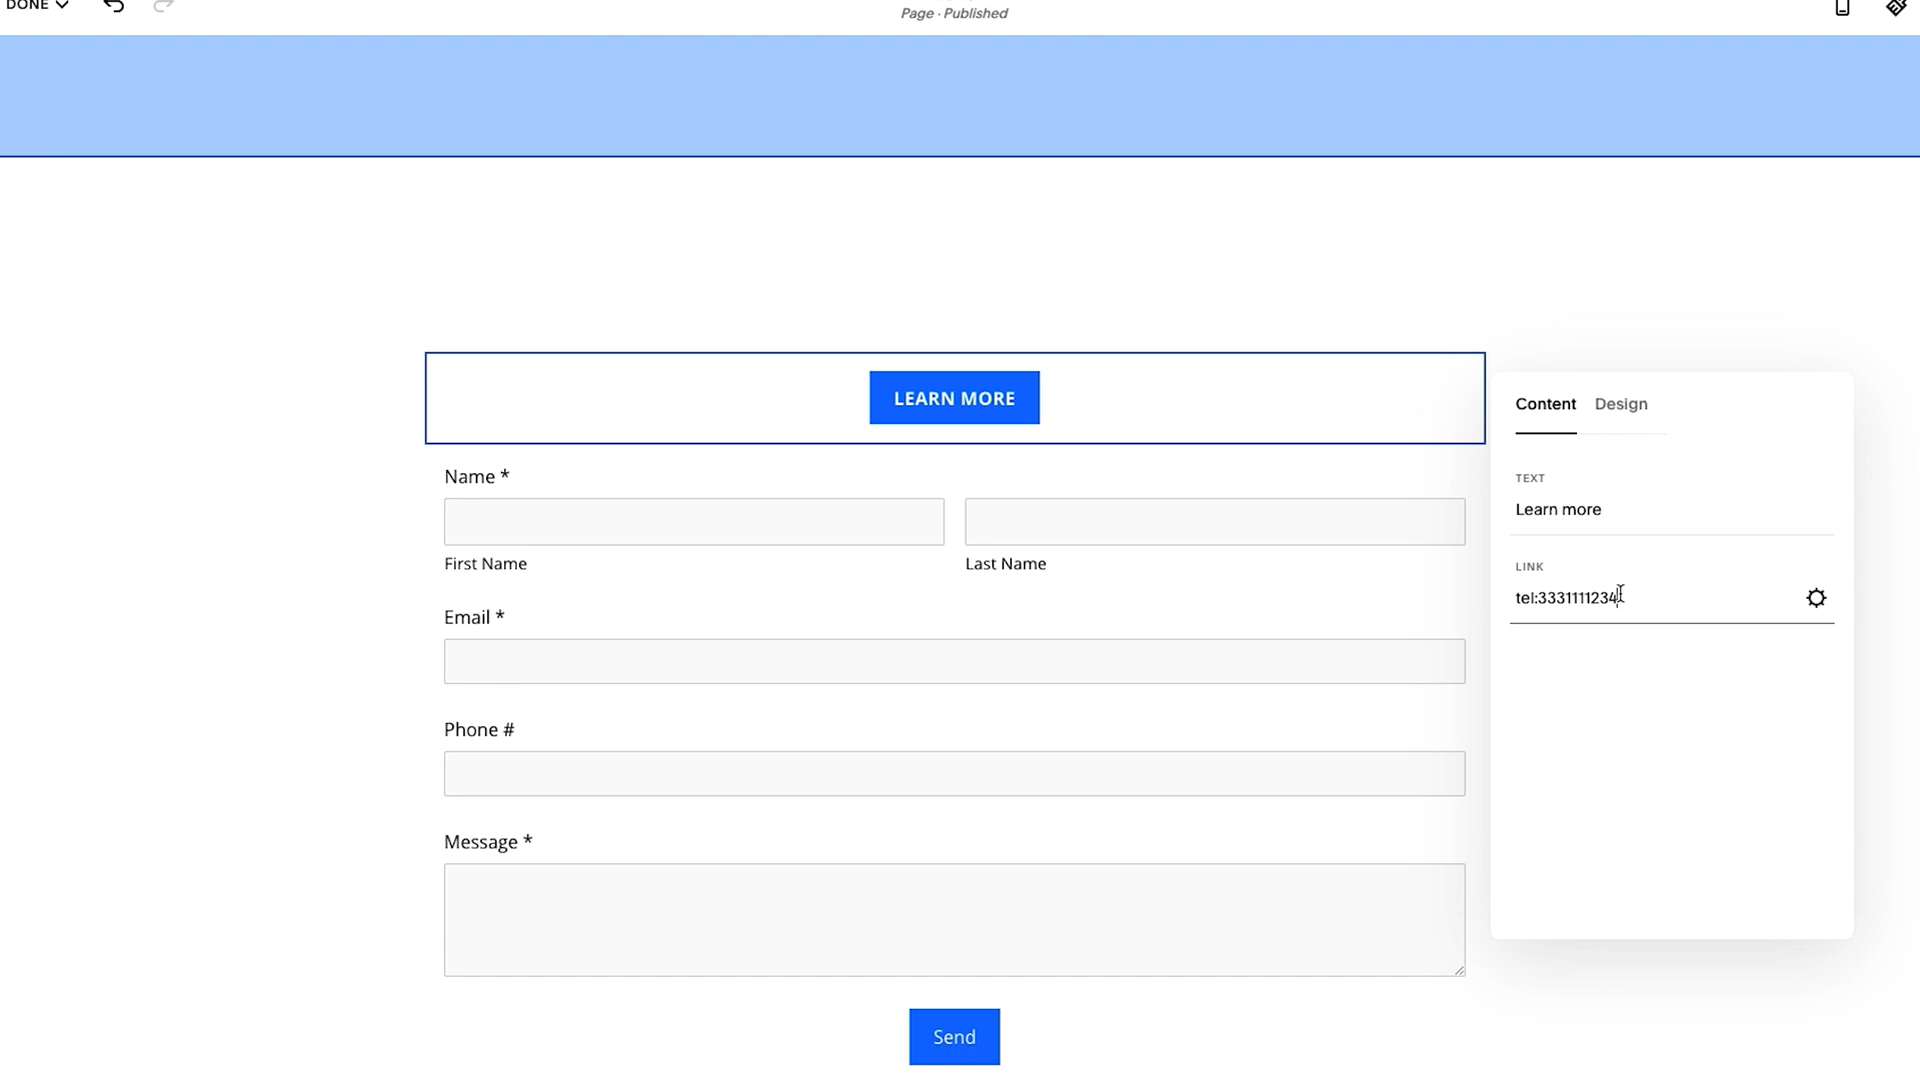 DONE
Page · Published
LEARN MORE
Content Design
TEXT
Learn more
LINK
tel:3331111234
Name *
First Name
Last Name
Email *
Phone #
Message *
Send